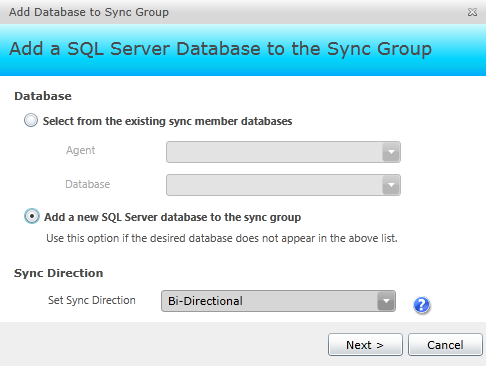 Add Database to Sync Group
Add a SQL Server Database to the Sync Group
Database
Select from the existing sync member databases
Agent
Database
Add a new SQL Server database to the sync group
Use this option if the desired database does not appear in the above list.
Sync Direction
Set Sync Direction
Bi-Directional
?
Next >
Cancel